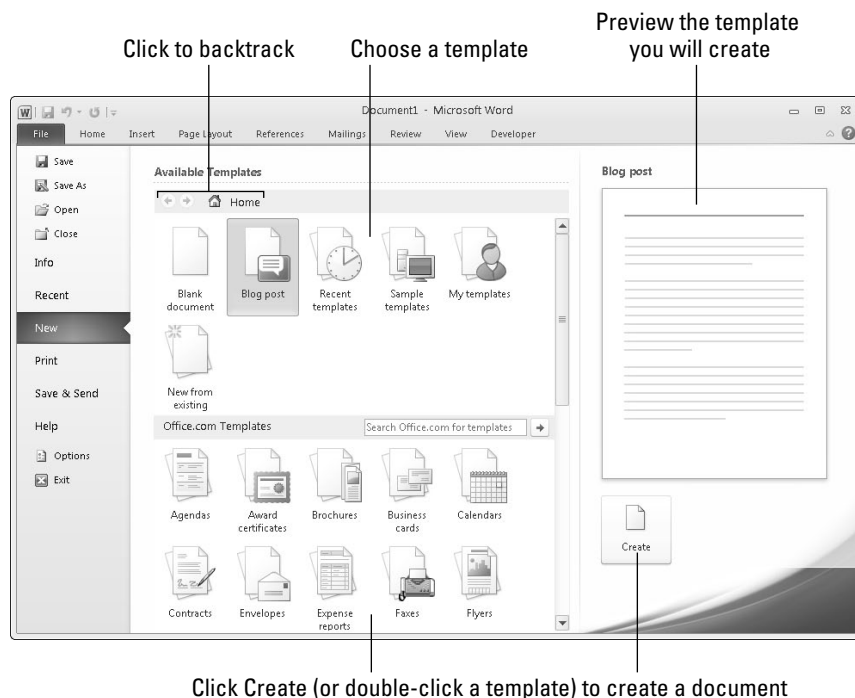 Preview the template
you will create
Click to backtrack
Choose a template
Document1 - Microsoft Word
File Home Insert Page Layout References Mailings Review View Developer
Save
Save As
Open
Close
Info
Recent
New
Print
Save & Send
Help
Options
Exit
Available Templates
Home
Blank
document
Blog post
Recent
templates
Sample
templates
My templates
New from
existing
Office.com Templates
Search Office.com for templates
Agendas
Award
certificates
Brochures
Business
cards
Calendars
Contracts
Envelopes
Expense
reports
Faxes
Flyers
Blog post
Create
Click Create (or double-click a template) to create a document